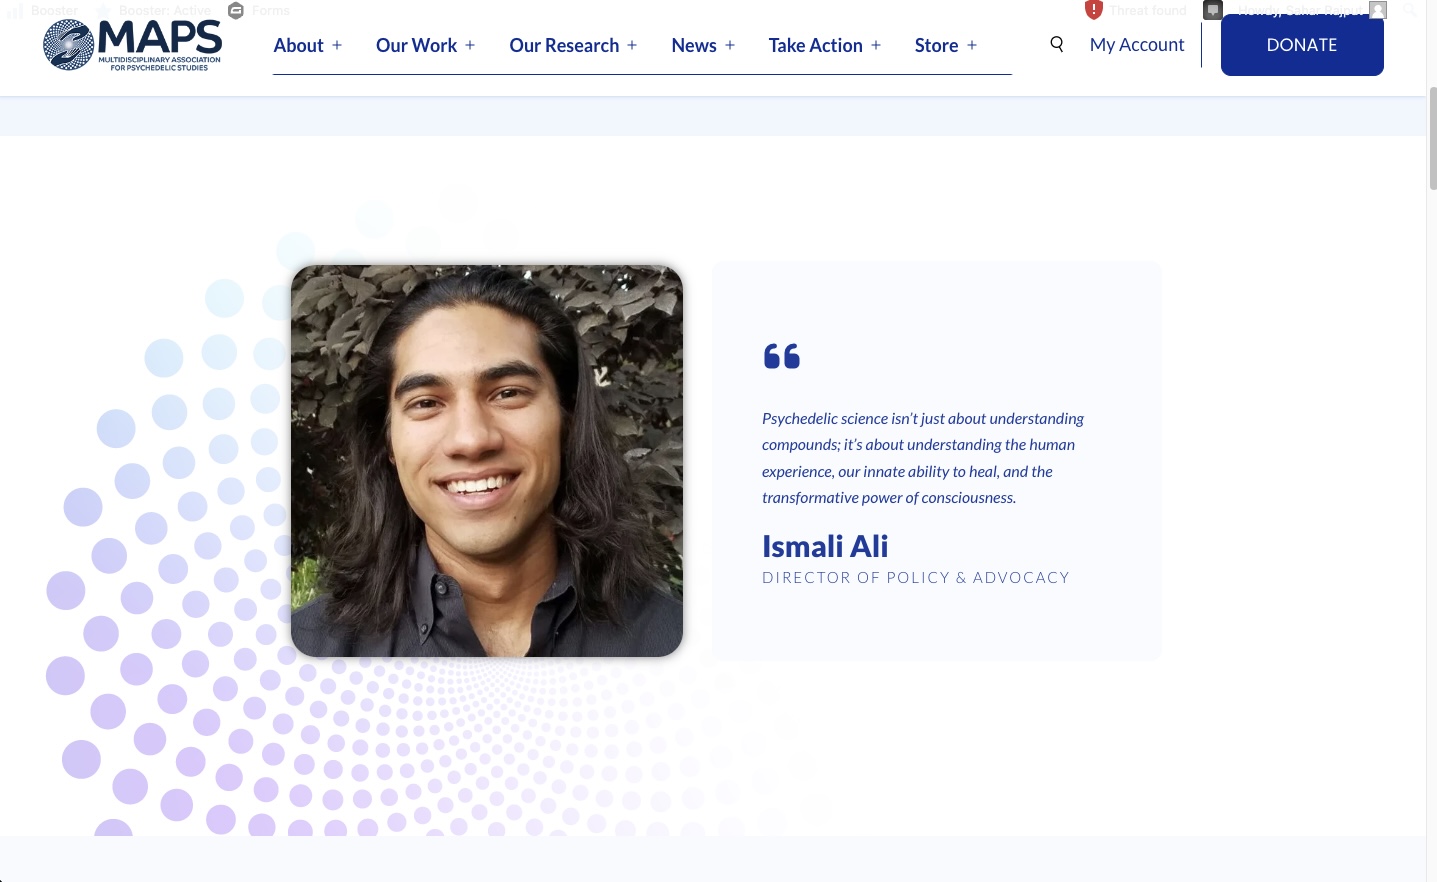 Booster
Booster: Active
Forms
Threat found
Howdy, Sahar Rajput
MAPS
MULTIDISCIPLINARY ASSOCIATION
FOR PSYCHEDELIC STUDIES
About +
Our Work +
Our Research +
News +
Take Action +
Store +
My Account
DONATE
“
Psychedelic science isn’t just about understanding
compounds; it’s about understanding the human
experience, our innate ability to heal, and the
transformative power of consciousness.
Ismali Ali
DIRECTOR OF POLICY & ADVOCACY